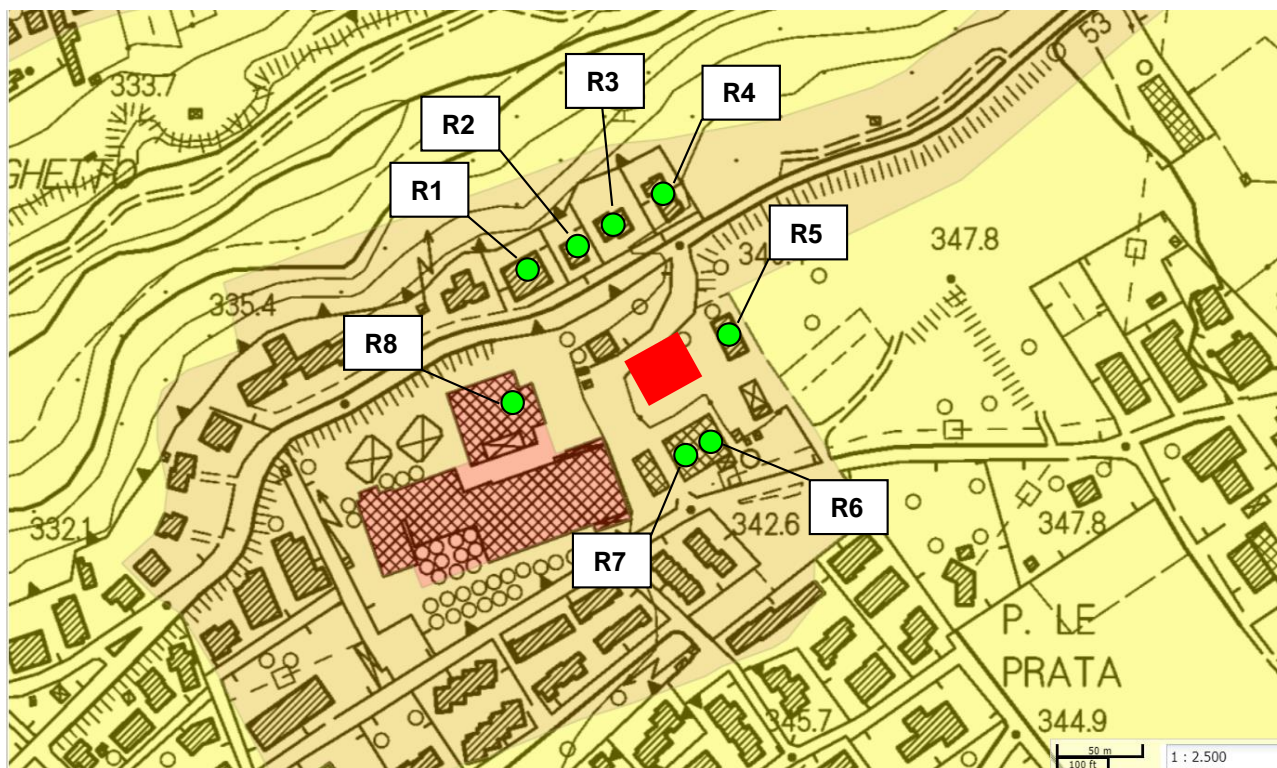 53
333.7
R3
R4
R2
GHETTO
R1
R5
347.8
335.4
R8
332.1
R6
342.6
347.8
R7
P. LE
PRATA
345.7
344.9
50 m
100 ft
1 : 2.500